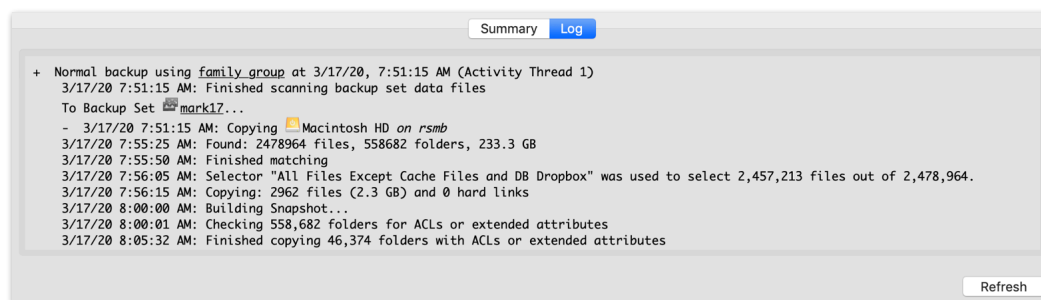 Summary Log
+ Normal backup using family group at 3/17/20, 7:51:15 AM (Activity Thread 1)
3/17/20 7:51:15 AM: Finished scanning backup set data files
To Backup Set mark17...
- 3/17/20 7:51:15 AM: Copying Macintosh HD on rsmb
3/17/20 7:55:25 AM: Found: 2478964 files, 558682 folders, 233.3 GB
3/17/20 7:55:50 AM: Finished matching
3/17/20 7:56:05 AM: Selector "All Files Except Cache Files and DB Dropbox" was used to select 2,457,213 files out of 2,478,964.
3/17/20 7:56:15 AM: Copying: 2962 files (2.3 GB) and 0 hard links
3/17/20 8:00:00 AM: Building Snapshot...
3/17/20 8:00:01 AM: Checking 558,682 folders for ACLs or extended attributes
3/17/20 8:05:32 AM: Finished copying 46,374 folders with ACLs or extended attributes
Refresh